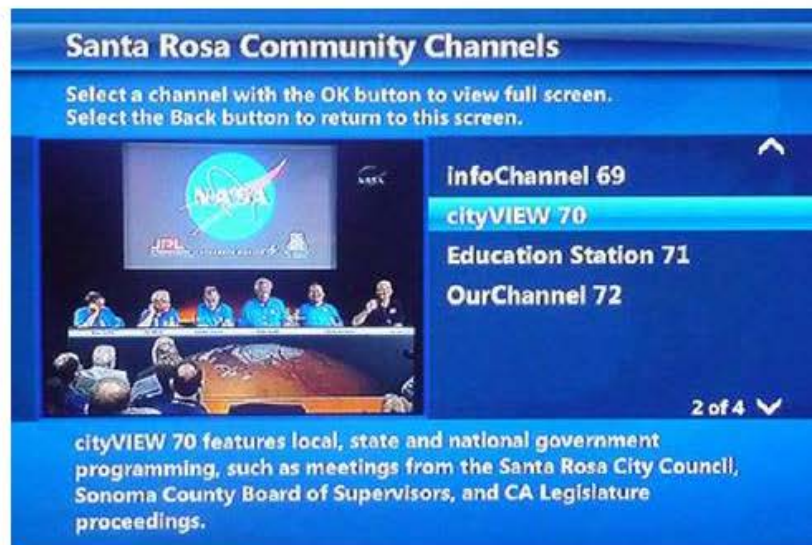 Santa Rosa Community Channels
Select a channel with the OK button to view full screen.
Select the Back button to return to this screen.
NASA
NASA
JPL
infoChannel 69
cityVIEW 70
Education Station 71
OurChannel 72
2 of 4
cityVIEW 70 features local, state and national government
programming, such as meetings from the Santa Rosa City Council,
Sonoma County Board of Supervisors, and CA Legislature
proceedings.